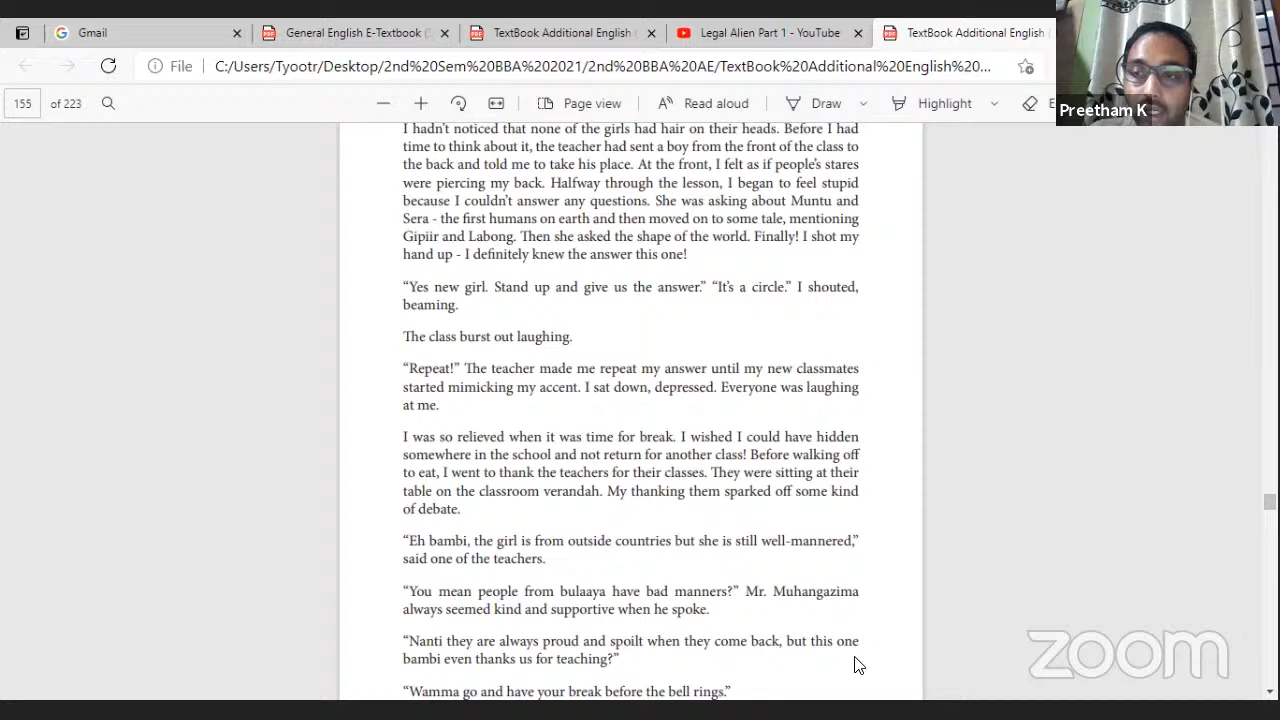 Gmail
General English E-Textbook (S
TextBook Additional English
Legal Alien Part 1 - YouTube
TextBook Additional English
File
C:/Users/Tyootr/Desktop/2nd%20Sem%20BBA%202021/2nd%20BBA%20AE/TextBook%20Additional%20English%20...
155 of 223
Page view
Read aloud
Draw
Highlight
E
Preetham K
I hadn't noticed that none of the girls had hair on their heads. Before I had
time to think about it, the teacher had sent a boy from the front of the class to
the back and told me to take his place. At the front, I felt as if people's stares
were piercing my back. Halfway through the lesson, I began to feel stupid
because I couldn't answer any questions. She was asking about Muntu and
Sera - the first humans on earth and then moved on to some tale, mentioning
Gipiir and Labong. Then she asked the shape of the world. Finally! I shot my
hand up - I definitely knew the answer this one!
“Yes new girl. Stand up and give us the answer.” “It's a circle.” I shouted,
beaming.
The class burst out laughing.
“Repeat!” The teacher made me repeat my answer until my new classmates
started mimicking my accent. I sat down, depressed. Everyone was laughing
at me.
I was so relieved when it was time for break. I wished I could have hidden
somewhere in the school and not return for another class! Before walking off
to eat, I went to thank the teachers for their classes. They were sitting at their
table on the classroom verandah. My thanking them sparked off some kind
of debate.
“Eh bambi, the girl is from outside countries but she is still well-mannered,”
said one of the teachers.
“You mean people from bulaaya have bad manners?” Mr. Muhangazima
always seemed kind and supportive when he spoke.
“Nanti they are always proud and spoilt when they come back, but this one
bambi even thanks us for teaching?”
“Wamma go and have your break before the bell rings.”
zoom